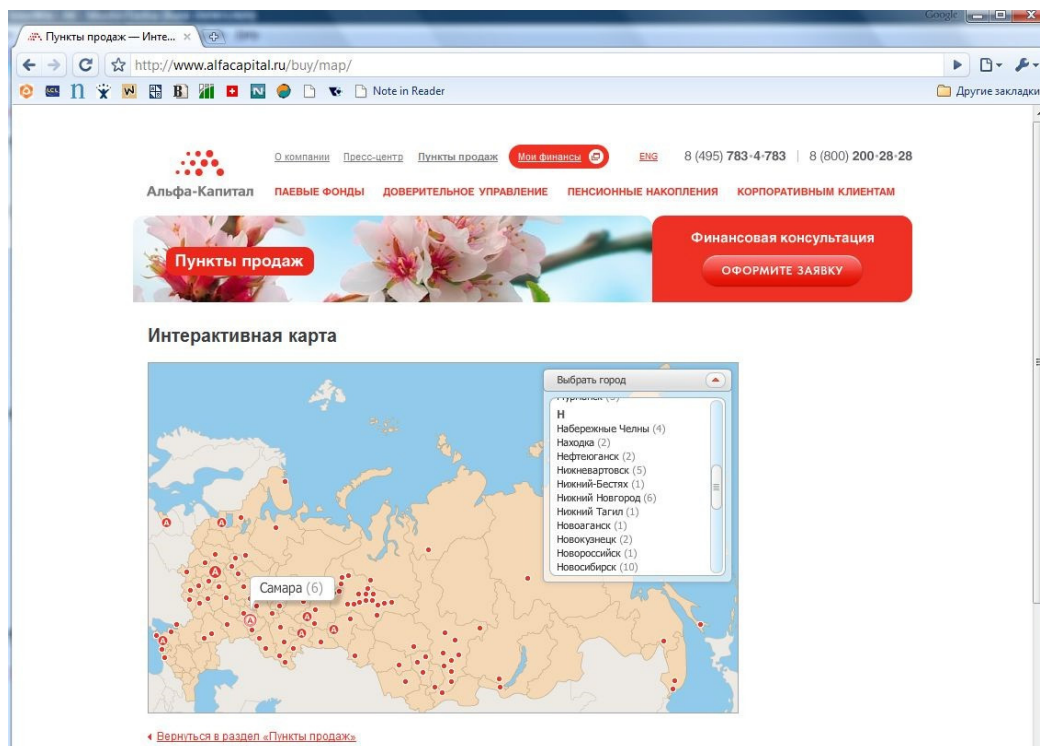 Google
Пункты продаж — Инте...
http://www.alfacapital.ru/buy/map/
Note in Reader
Другие закладки
О компании Пресс-центр Пункты продаж Мои финансы ENG 8 (495) 783-4-783 | 8 (800) 200-28-28
Альфа-Капитал ПАЕВЫЕ ФОНДЫ ДОВЕРИТЕЛЬНОЕ УПРАВЛЕНИЕ ПЕНСИОННЫЕ НАКОПЛЕНИЯ КОРПОРАТИВНЫМ КЛИЕНТАМ
Пункты продаж
Финансовая консультация
ОФОРМИТЕ ЗАЯВКУ
Интерактивная карта
Выбрать город
Н
Набережные Челны (4)
Находка (2)
Нефтеюганск (2)
Нижневартовск (5)
Нижний-Бестях (1)
Нижний Новгород (6)
Нижний Тагил (1)
Новоаганск (1)
Новокузнецк (2)
Новороссийск (1)
Новосибирск (10)
Самара (6)
Вернуться в раздел «Пункты продаж»